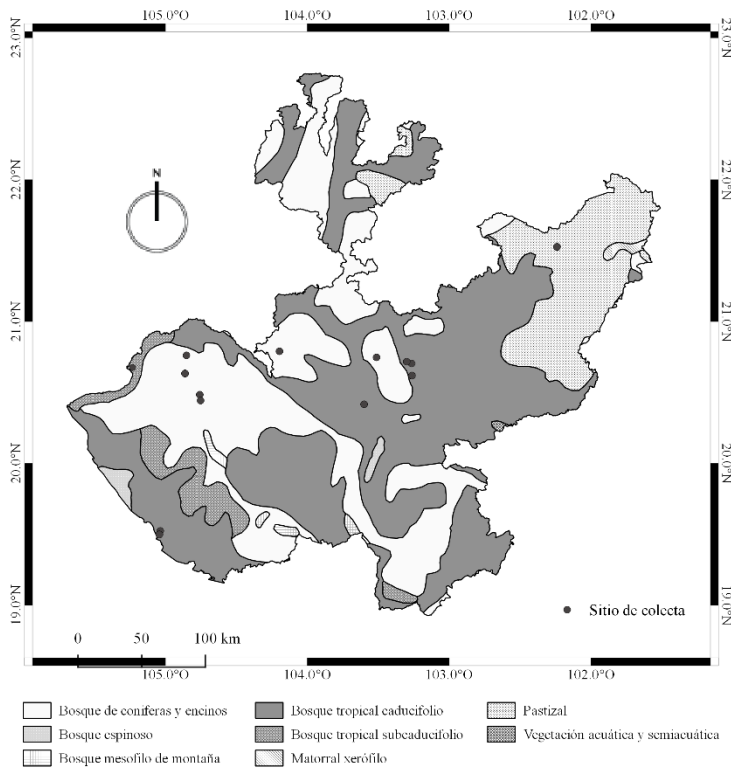 105.0°O 104.0°O 103.0°O 102.0°O
23.0°N 23.0°N
N
22.0°N 22.0°N
21.0°N 21.0°N
20.0°N 20.0°N
19.0°N 19.0°N
Sitio de colecta
0 50 100 km
105.0°O 104.0°O 103.0°O 102.0°O
Bosque de coníferas y encinos Bosque tropical caducifolio Pastizal
Bosque espinoso Bosque tropical subcaducifolio Vegetación acuática y semiacuática
Bosque mesofilo de montaña Matorral xerófilo